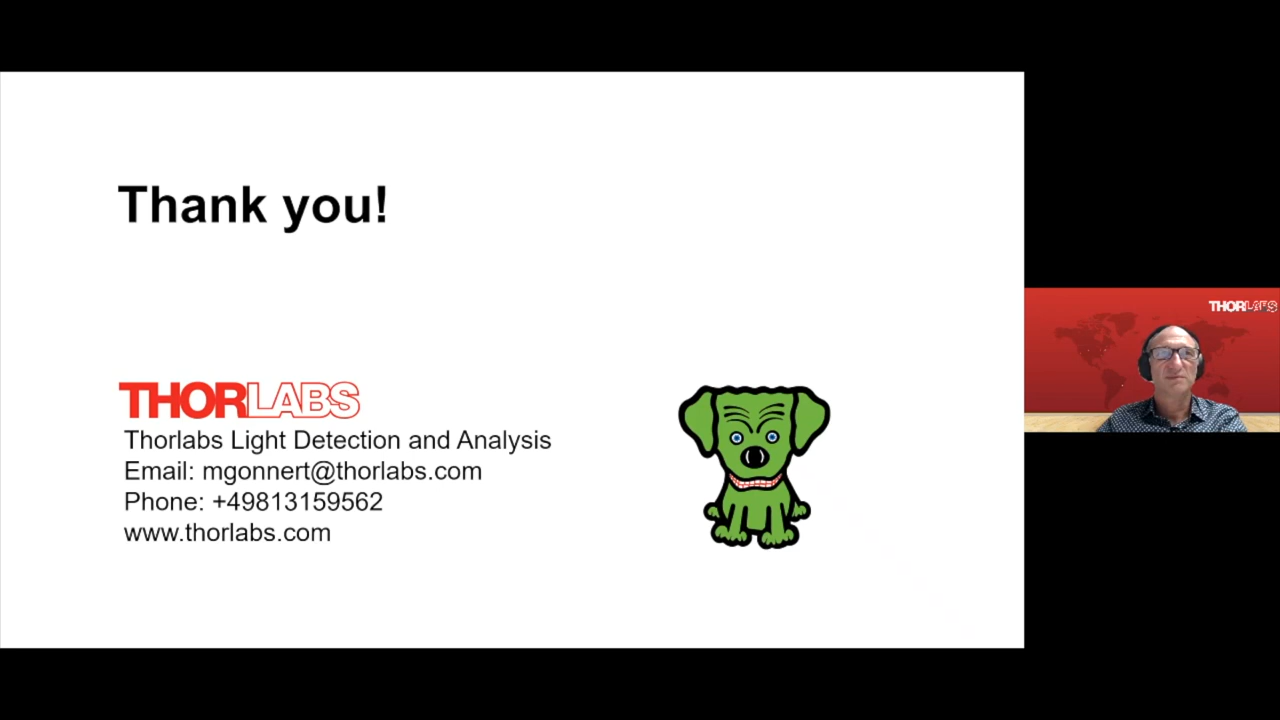 Thank you!
THORLABS
Thorlabs Light Detection and Analysis
Email: mgonnert@thorlabs.com
Phone: +49813159562
www.thorlabs.com
THORLABS